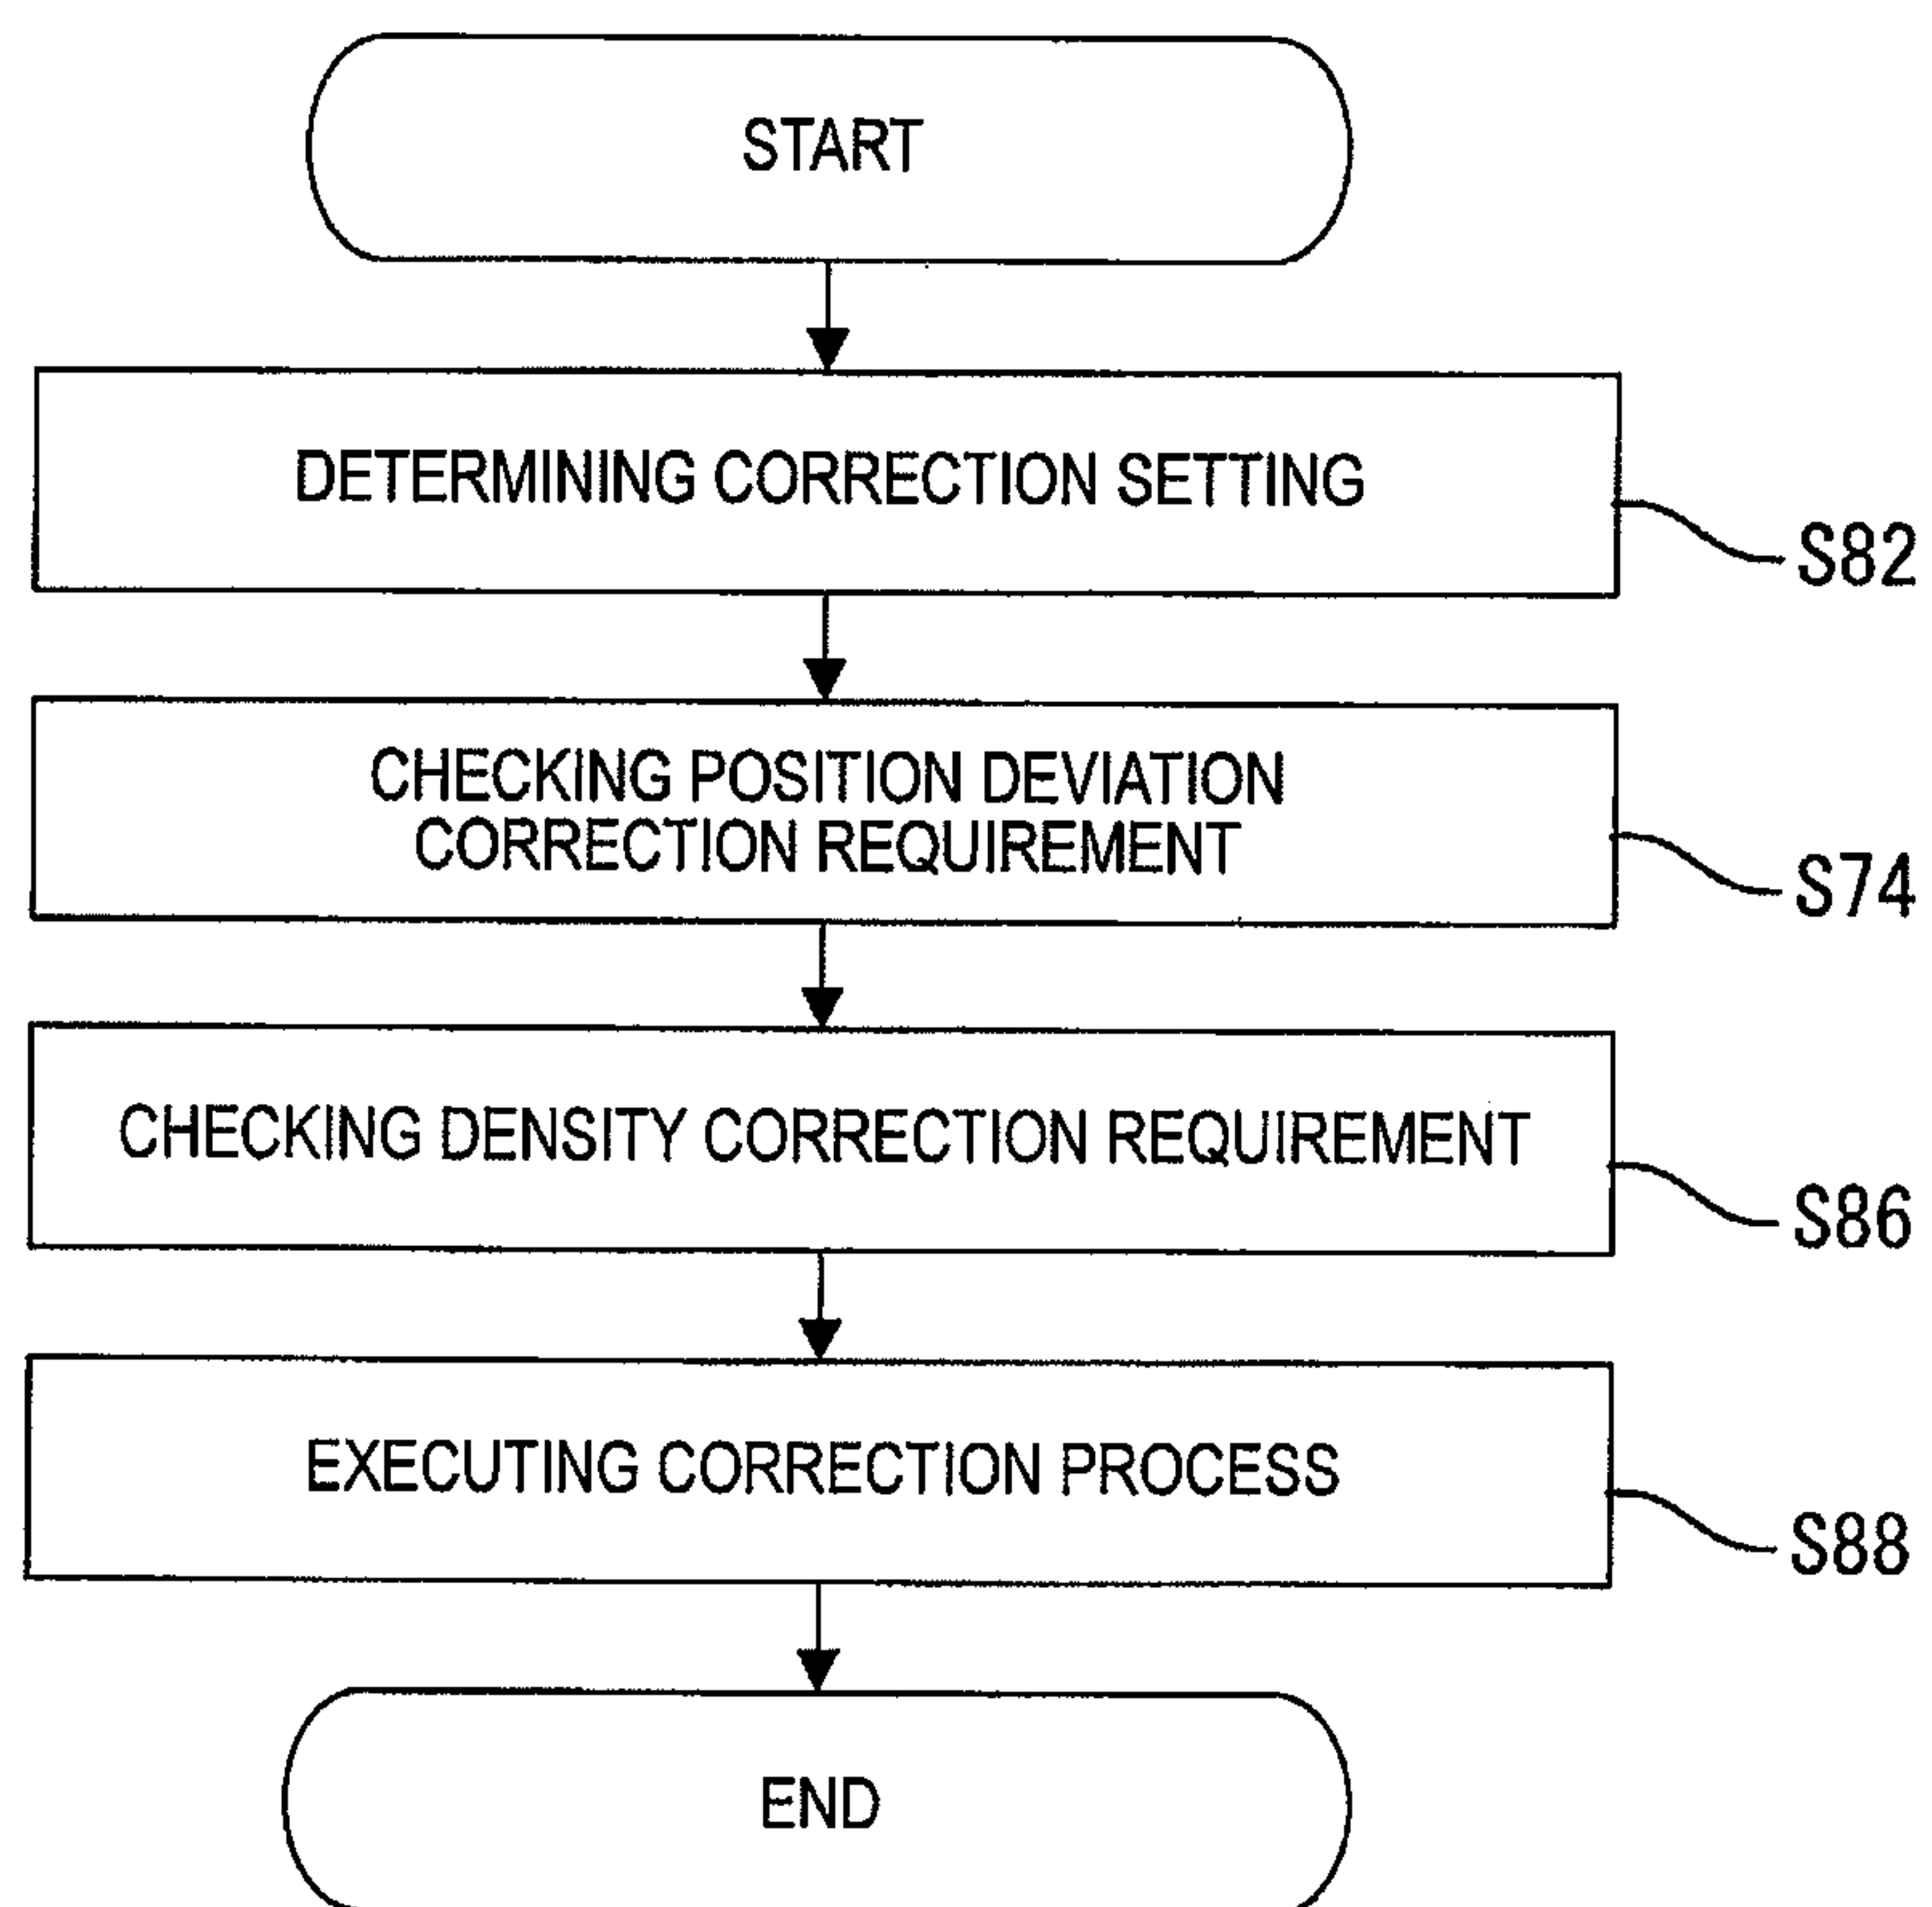 START
DETERMINING CORRECTION SETTING
S82
CHECKING POSITION DEVIATION
CORRECTION REQUIREMENT
S74
CHECKING DENSITY CORRECTION REQUIREMENT
S86
EXECUTING CORRECTION PROCESS
S88
END